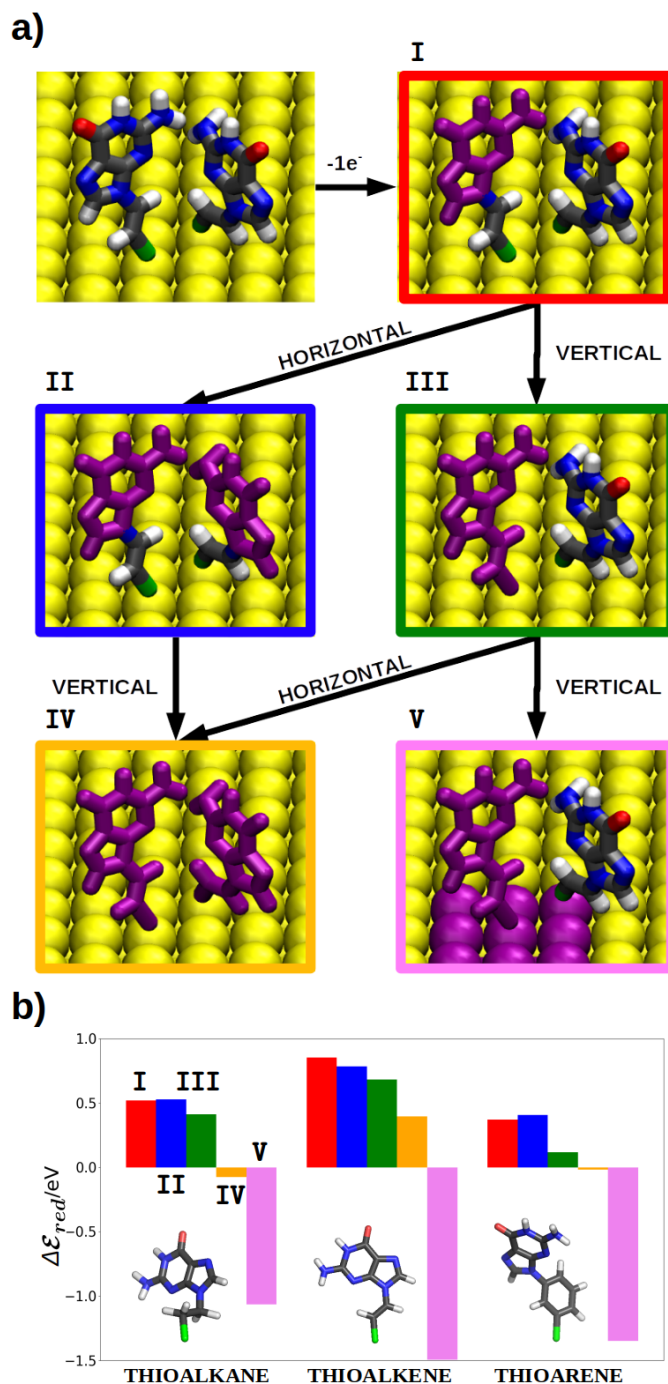 a)
I
-1e⁻
HORIZONTAL
VERTICAL
II
III
VERTICAL
HORIZONTAL
VERTICAL
IV
V
b)
1.0
I
III
0.5
V
0.0
II
IV
ΔƐred/eV
−0.5
−1.0
−1.5
THIOALKANE THIOALKENE THIOARENE